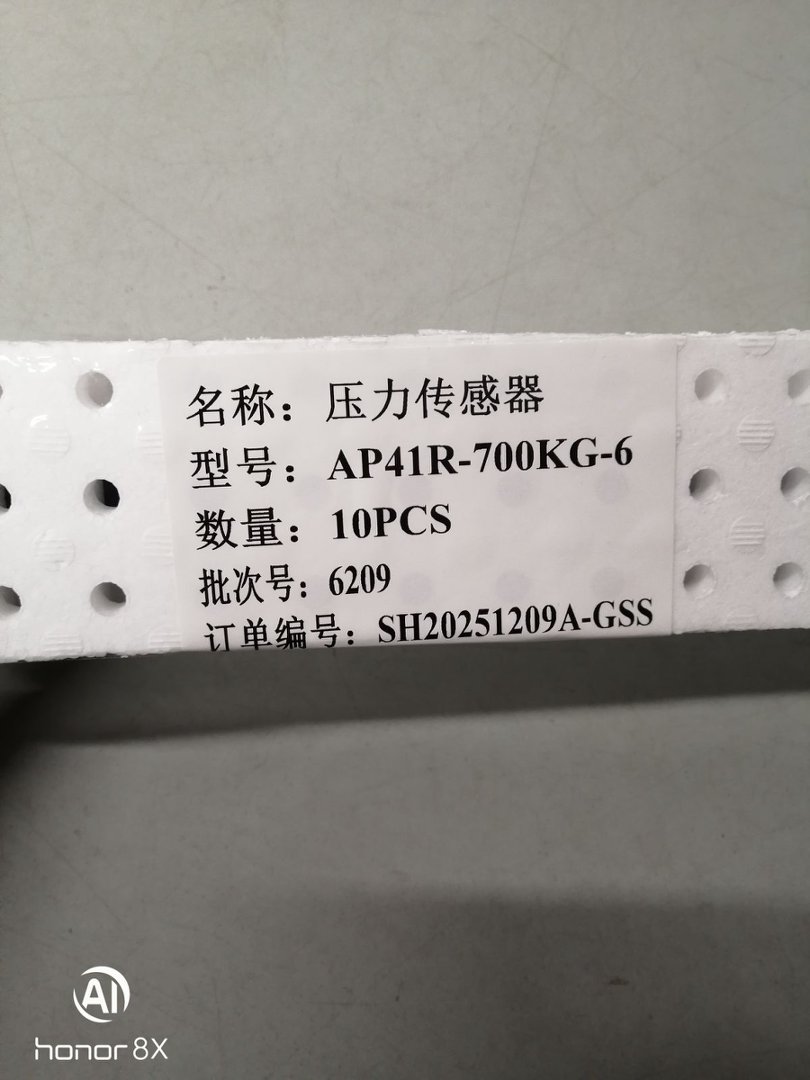 名称：压力传感器
型号：AP41R-700KG-6
数量：10PCS
批次号：6209
订单编号：SH20251209A-GSS
AI
honor 8X